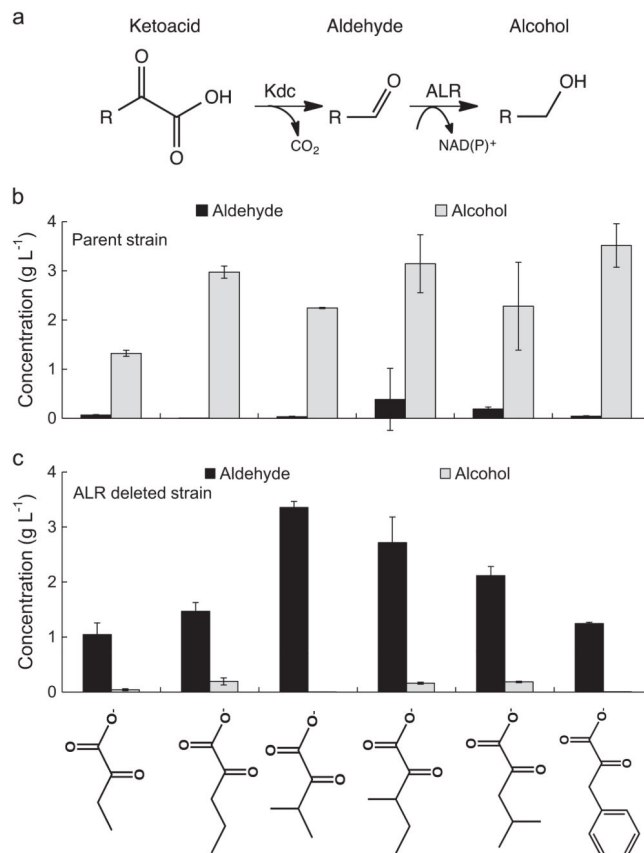 a
Ketoacid Aldehyde Alcohol
O
OH
R
O
Kdc
CO2
R
O
ALR
NAD(P)+
R
OH
b
Aldehyde Alcohol
Parent strain
Concentration (g L-1)
4
3
2
1
0
c
Aldehyde Alcohol
ALR deleted strain
Concentration (g L-1)
4
3
2
1
0
O- O- O- O- O- O-
O O O O O O
O O O O O O